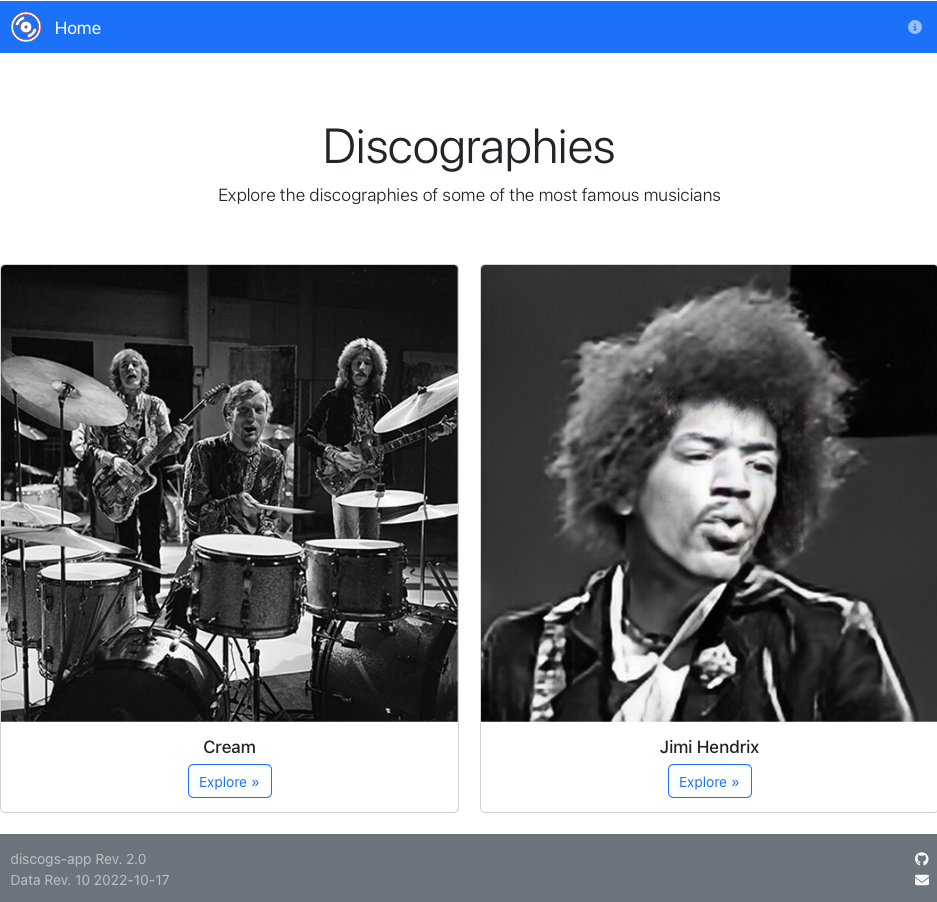 Home
Discographies
Explore the discographies of some of the most famous musicians
Cream
Explore »
Jimi Hendrix
Explore »
discogs-app Rev. 2.0
Data Rev. 10 2022-10-17